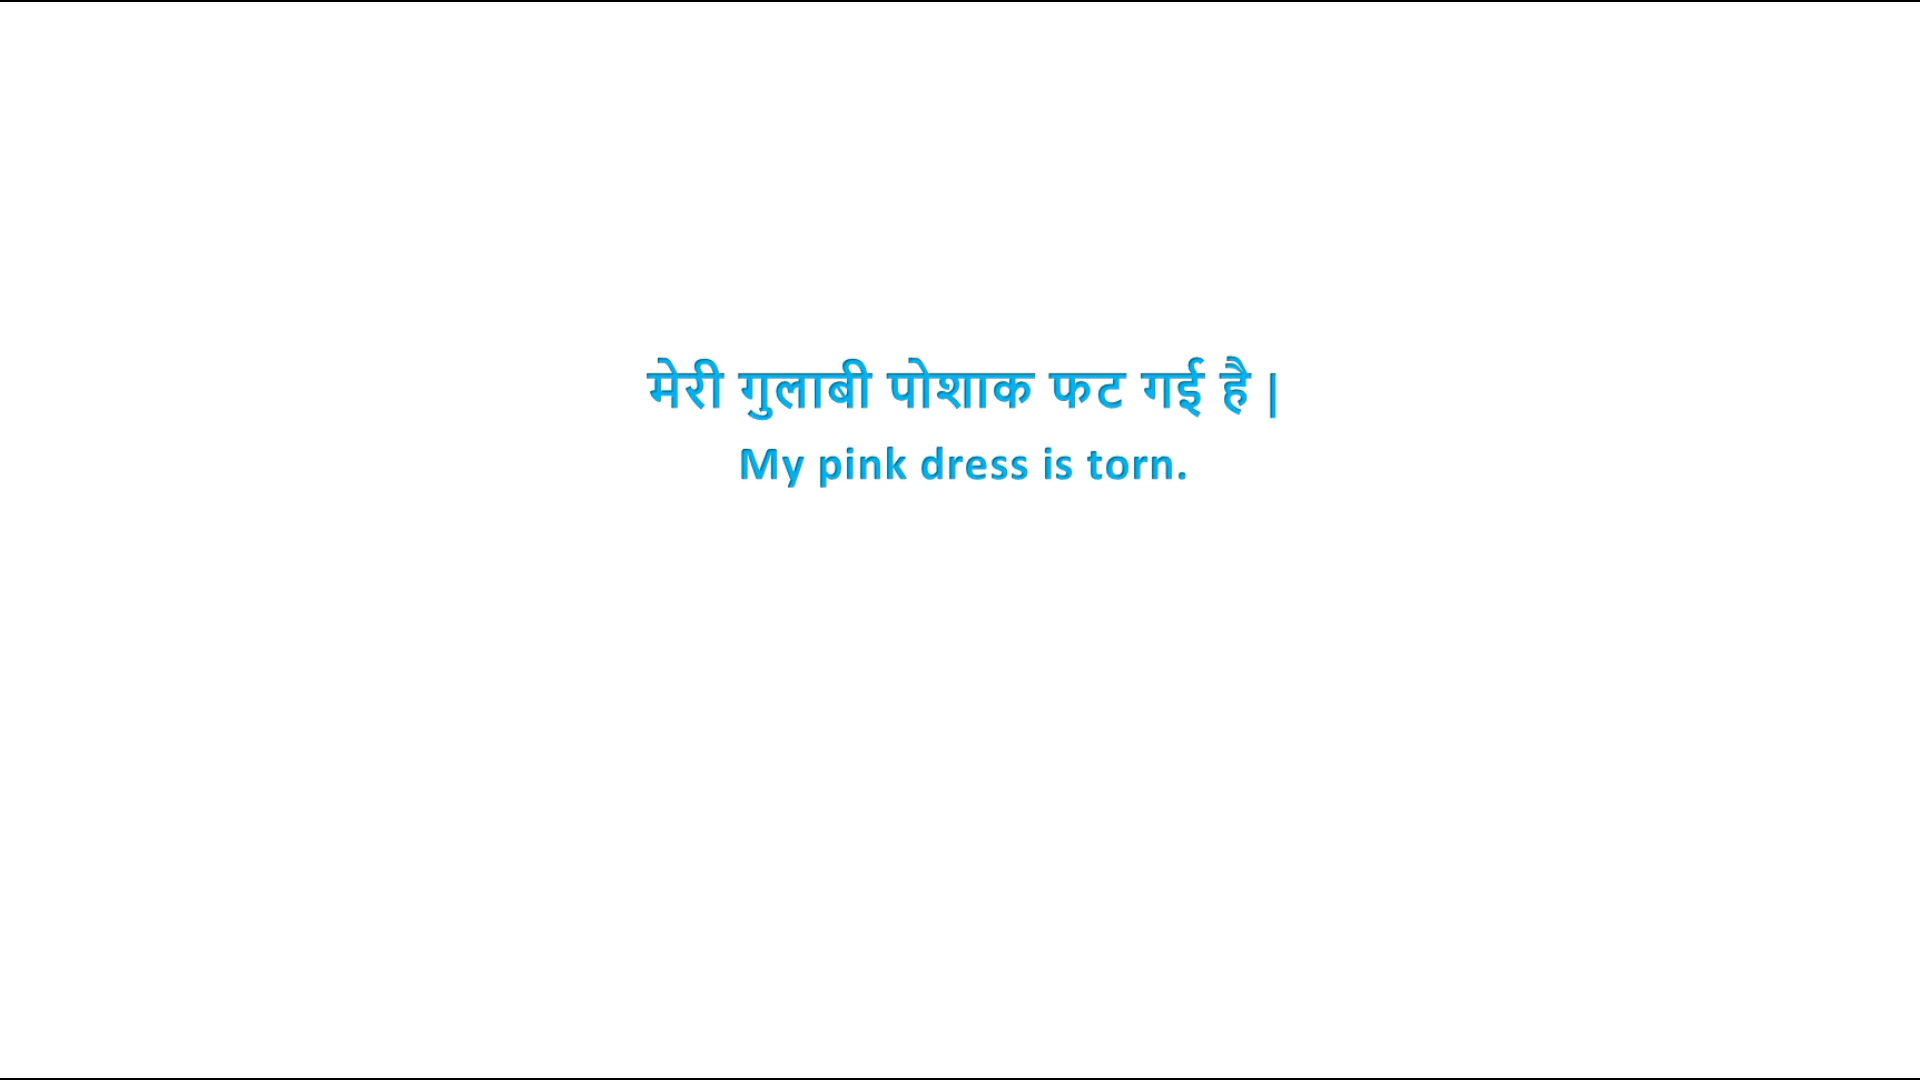 मेरी गुलाबी पोशाक फट गई है |
My pink dress is torn.